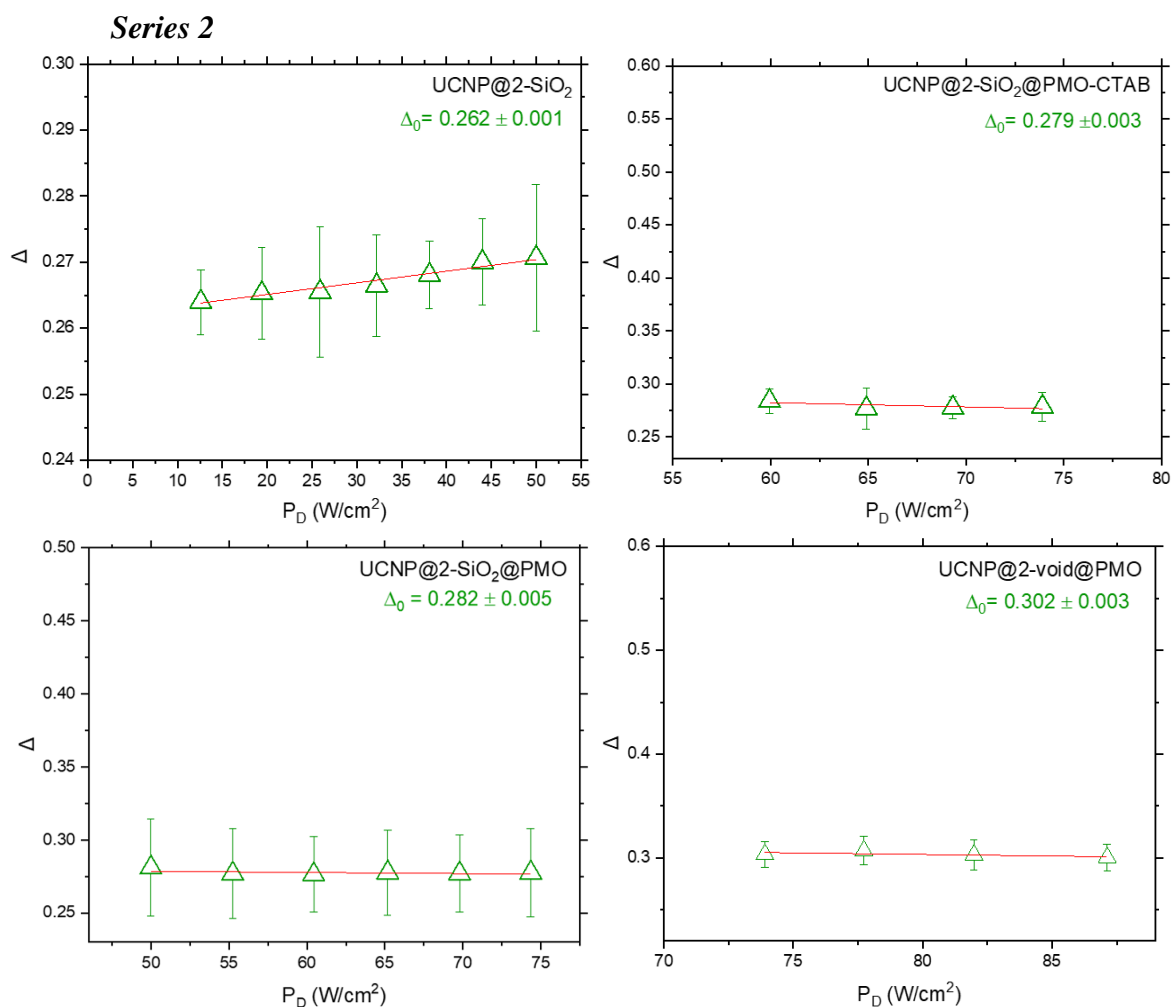 Series 2
UCNP@2-SiO₂
Δ₀= 0.262 ± 0.001
0.30
0.29
0.28
0.27
0.26
0.25
0.24
Δ
0 5 10 15 20 25 30 35 40 45 50 55
P_D (W/cm²)
UCNP@2-SiO₂@PMO-CTAB
Δ₀= 0.279 ±0.003
0.60
0.55
0.50
0.45
0.40
0.35
0.30
0.25
Δ
55 60 65 70 75 80
P_D (W/cm²)
UCNP@2-SiO₂@PMO
Δ₀ = 0.282 ± 0.005
0.50
0.45
0.40
0.35
0.30
0.25
Δ
50 55 60 65 70 75
P_D (W/cm²)
UCNP@2-void@PMO
Δ₀= 0.302 ± 0.003
0.6
0.5
0.4
0.3
Δ
70 75 80 85
P_D (W/cm²)